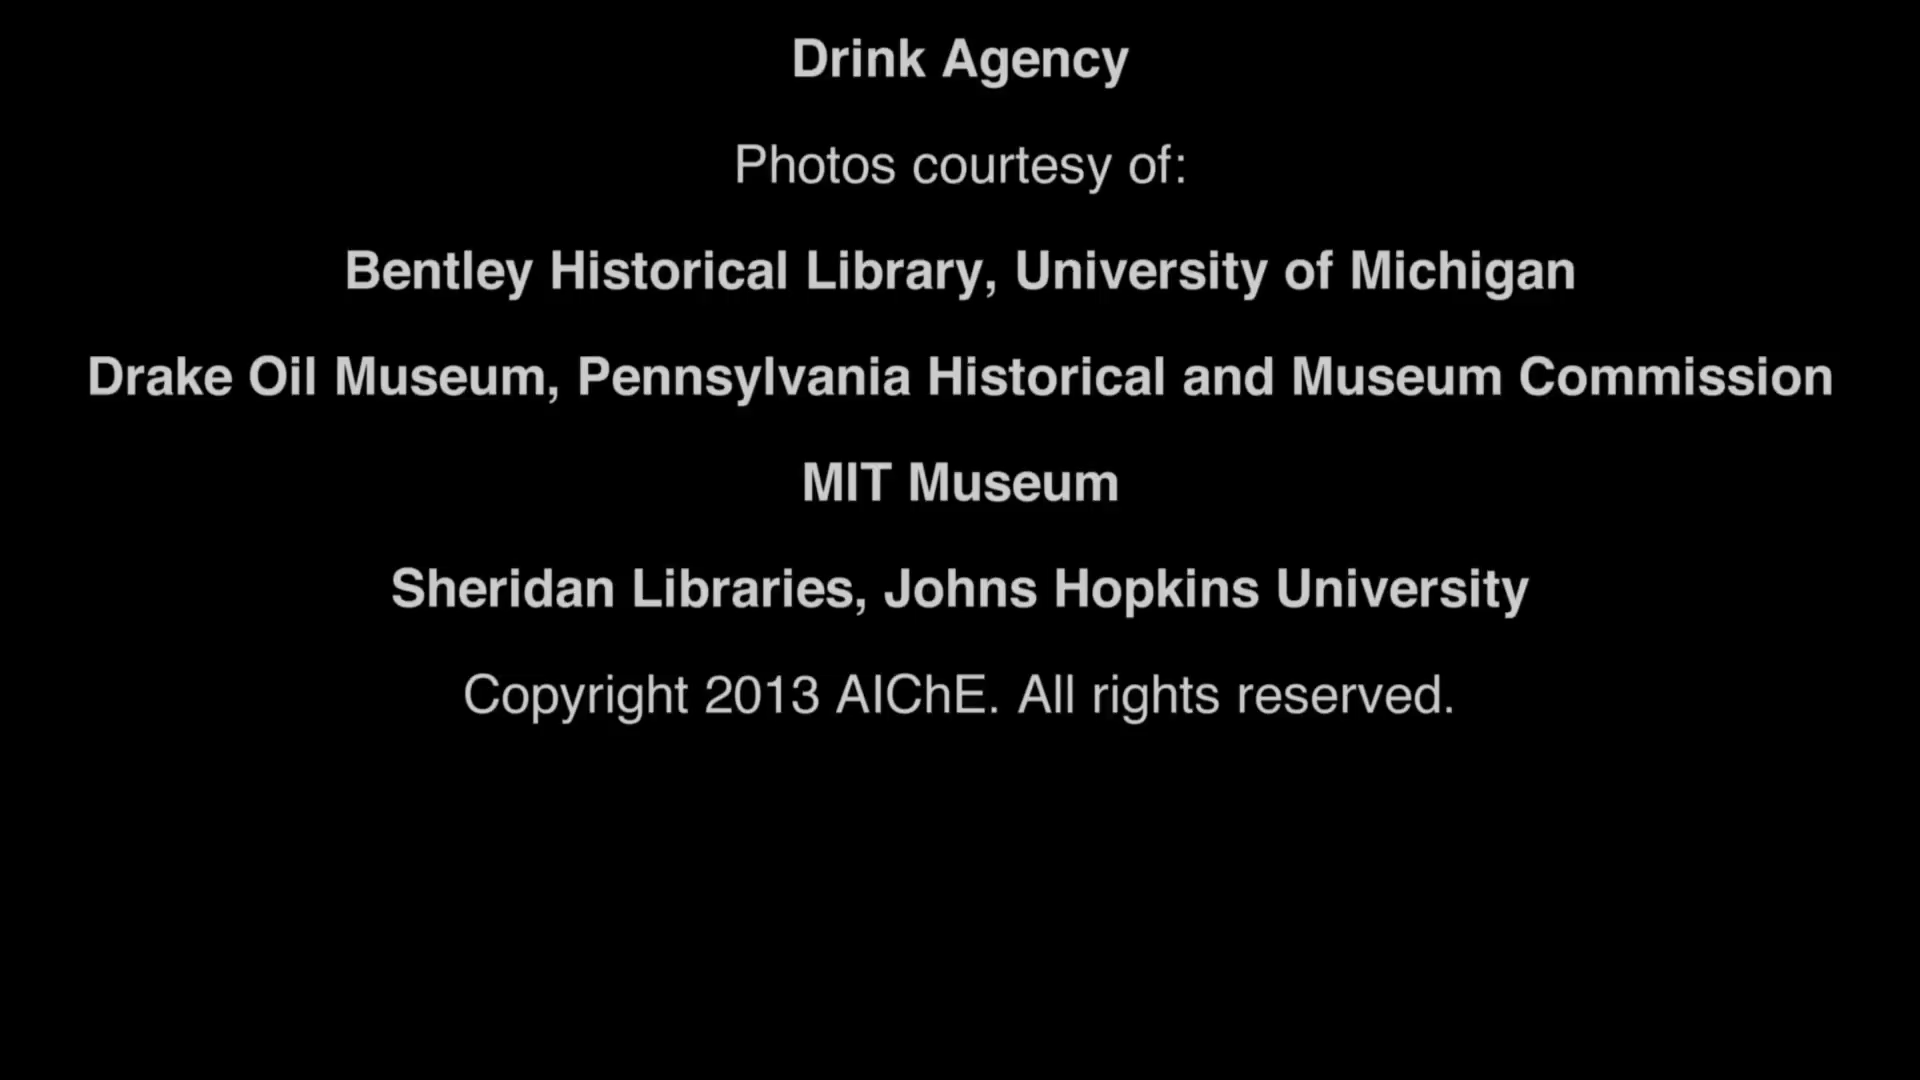 Drink Agency
Photos courtesy of:
Bentley Historical Library, University of Michigan
Drake Oil Museum, Pennsylvania Historical and Museum Commission
MIT Museum
Sheridan Libraries, Johns Hopkins University
Copyright 2013 AIChE. All rights reserved.